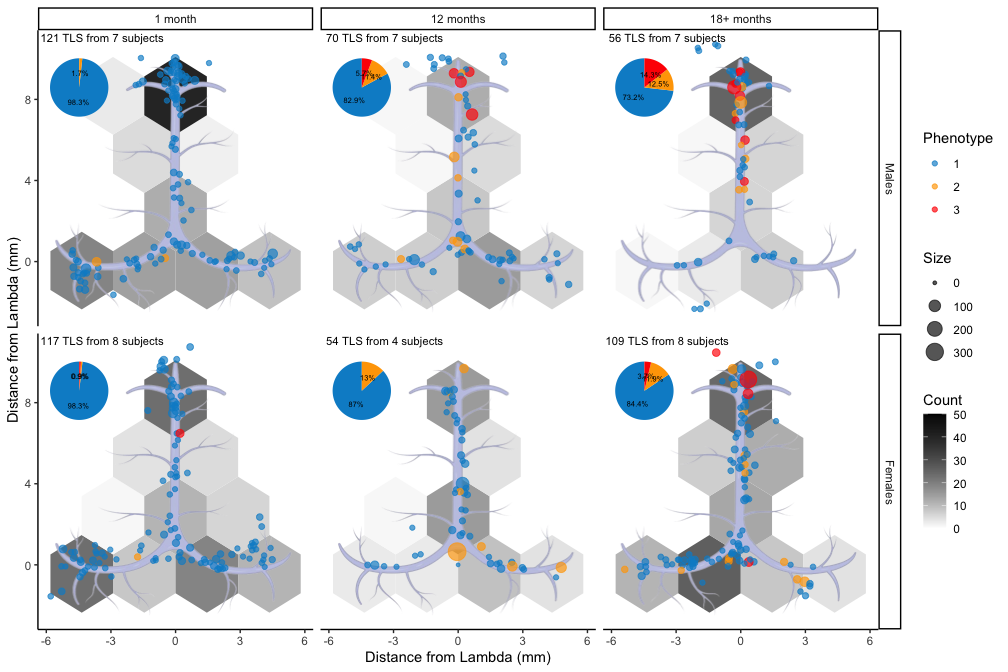 1 month
12 months
18+ months
121 TLS from 7 subjects
70 TLS from 7 subjects
56 TLS from 7 subjects
1.7%
98.3%
82.9%
14.3%
12.5%
73.2%
Males
8
4
0
117 TLS from 8 subjects
54 TLS from 4 subjects
109 TLS from 8 subjects
0.9%
98.3%
13%
87%
84.4%
Females
8
4
0
-6
-3
0
3
6
-6
-3
0
3
6
-6
-3
0
3
6
Distance from Lambda (mm)
Distance from Lambda (mm)
Phenotype
1
2
3
Size
0
100
200
300
Count
50
40
30
20
10
0